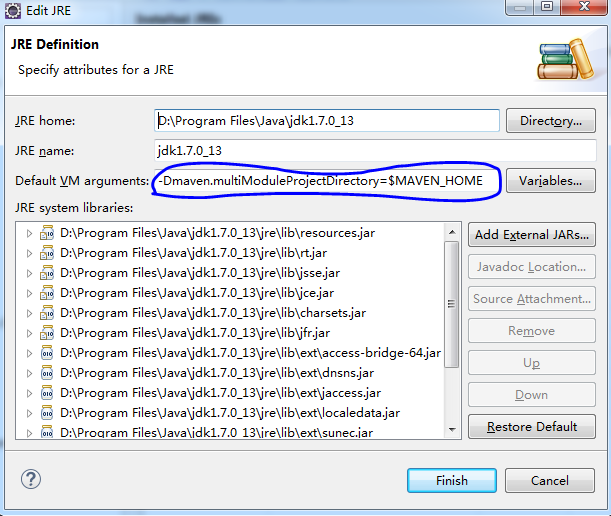 Edit JRE
Installed JREs
JRE Definition
Specify attributes for a JRE
JRE home: D:\Program Files\Java\jdk1.7.0_13 Directory...
JRE name: jdk1.7.0_13
Default VM arguments: -Dmaven.multiModuleProjectDirectory=$MAVEN_HOME Variables...
JRE system libraries:
D:\Program Files\Java\jdk1.7.0_13\jre\lib\resources.jar
D:\Program Files\Java\jdk1.7.0_13\jre\lib\rt.jar
D:\Program Files\Java\jdk1.7.0_13\jre\lib\jsse.jar
D:\Program Files\Java\jdk1.7.0_13\jre\lib\jce.jar
D:\Program Files\Java\jdk1.7.0_13\jre\lib\charsets.jar
D:\Program Files\Java\jdk1.7.0_13\jre\lib\jfr.jar
D:\Program Files\Java\jdk1.7.0_13\jre\lib\ext\access-bridge-64.jar
D:\Program Files\Java\jdk1.7.0_13\jre\lib\ext\dnsns.jar
D:\Program Files\Java\jdk1.7.0_13\jre\lib\ext\jaccess.jar
D:\Program Files\Java\jdk1.7.0_13\jre\lib\ext\localedata.jar
D:\Program Files\Java\jdk1.7.0_13\jre\lib\ext\sunec.jar
Add External JARs...
Javadoc Location...
Source Attachment...
Remove
Up
Down
Restore Default
Finish
Cancel